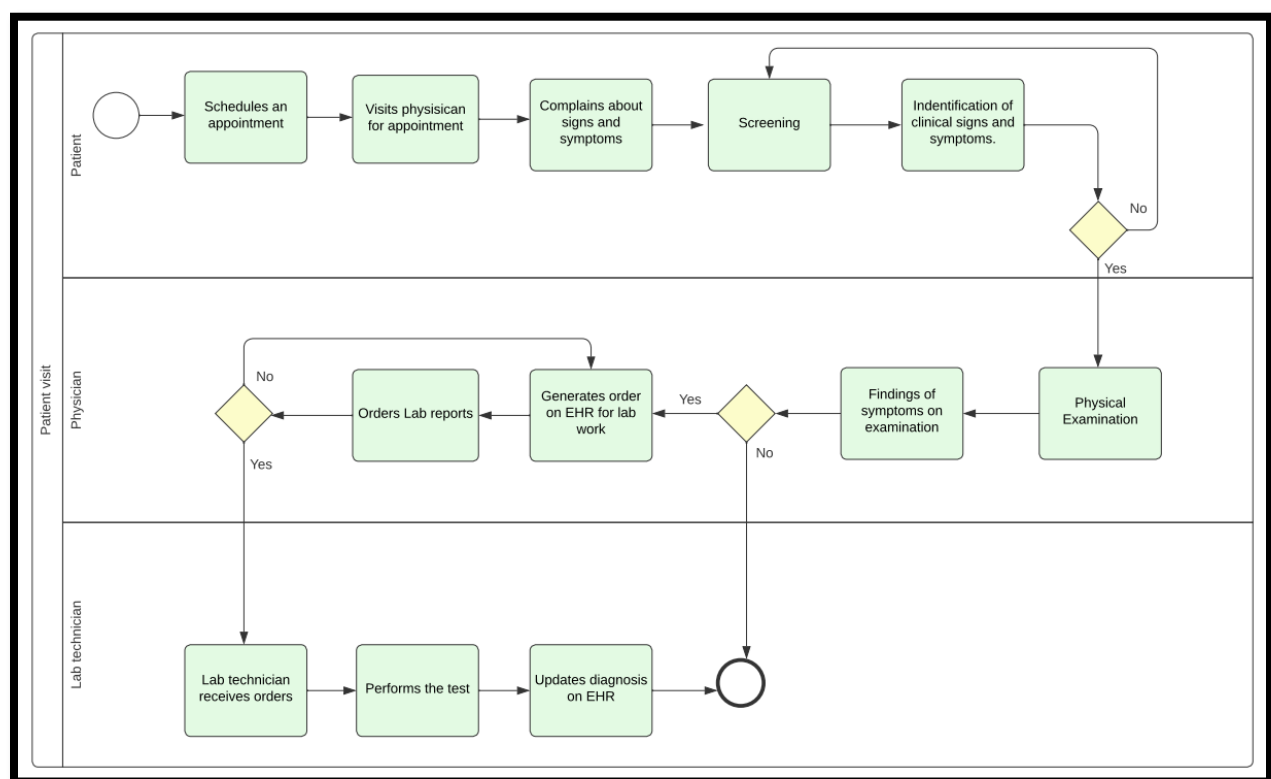 Patient visit
Patient
Schedules an
appointment
Visits physisican
for appointment
Complains about
signs and
symptoms
Screening
Indentification of
clinical signs and
symptoms.
No
Yes
Physician
Physical
Examination
Findings of
symptoms on
examination
No
Yes
Generates order
on EHR for lab
work
Orders Lab reports
No
Yes
Lab technician
Lab technician
receives orders
Performs the test
Updates diagnosis
on EHR